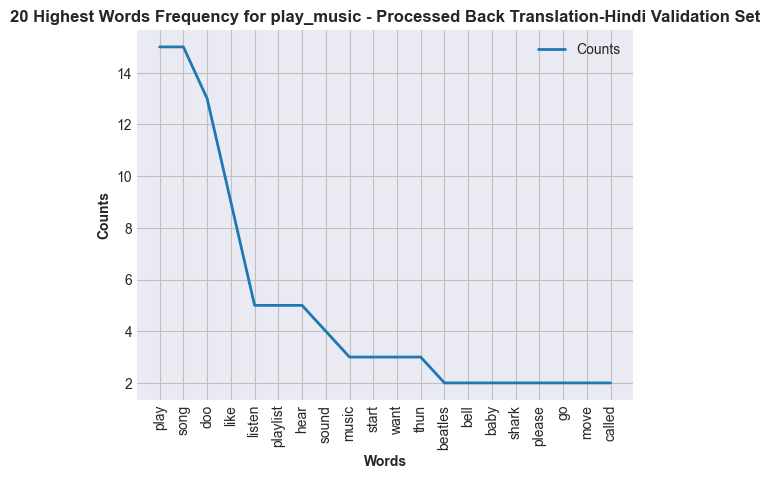 20 Highest Words Frequency for play_music - Processed Back Translation-Hindi Validation Set
Counts
14
12
10
8
6
4
2
Counts
play
song
doo
like
listen
playlist
hear
sound
music
start
want
thun
beatles
bell
baby
shark
please
go
move
called
Words